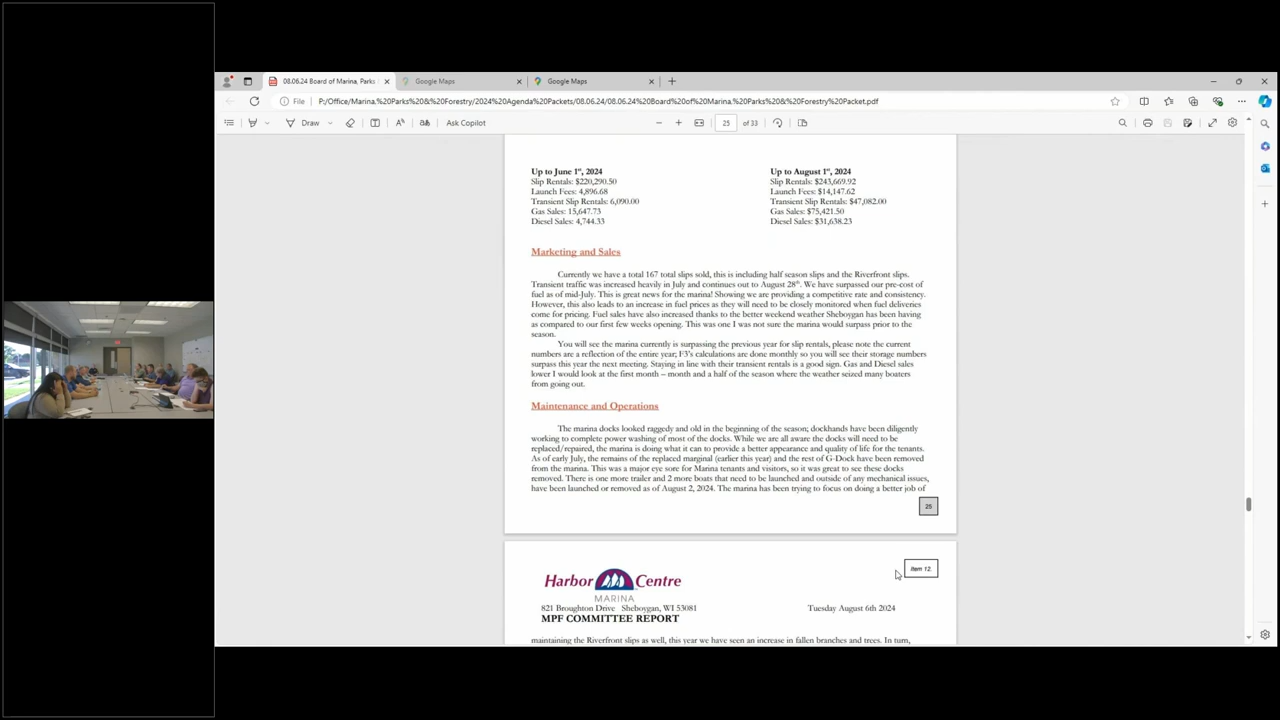 08.06.24 Board of Marina, Parks
Google Maps
Google Maps
File
P:/Office/Marina,%20Parks%20&%20Forestry/2024%20Agenda%20Packets/08.06.24/08.06.24%20Board%20of%20Marina.%20Parks%20&%20Forestry%20Packet.pdf
Draw
Ask Copilot
25 of 33
Up to June 1st, 2024
Slip Rentals: $220,290.50
Launch Fees: 4,896.68
Transient Slip Rentals: 6,090.00
Gas Sales: 15,647.73
Diesel Sales: 4,744.33
Up to August 1st, 2024
Slip Rentals: $243,669.92
Launch Fees: $14,147.62
Transient Slip Rentals: $47,082.00
Gas Sales: $75,421.50
Diesel Sales: $31,638.23
Marketing and Sales
Currently we have a total 167 total slips sold, this is including half season slips and the Riverfront slips.
Transient traffic was increased heavily in July and continues out to August 28th. We have surpassed our pre-cost of
fuel as of mid-July. This is great news for the marina! Showing we are providing a competitive rate and consistency.
However, this also leads to an increase in fuel prices as they will need to be closely monitored when fuel deliveries
come for pricing. Fuel sales have also increased thanks to the better weekend weather Sheboygan has been having
as compared to our first few weeks opening. This was one I was not sure the marina would surpass prior to the
season.
You will see the marina currently is surpassing the previous year for slip rentals, please note the current
numbers are a reflection of the entire year; F3's calculations are done monthly so you will see their storage numbers
surpass this year the next meeting. Staying in line with their transient rentals is a good sign. Gas and Diesel sales
lower I would look at the first month – month and a half of the season where the weather seized many boaters
from going out.
Maintenance and Operations
The marina docks looked raggedy and old in the beginning of the season; dockhands have been diligently
working to complete power washing of most of the docks. While we are all aware the docks will need to be
replaced/repaired, the marina is doing what it can to provide a better appearance and quality of life for the tenants.
As of early July, the remains of the replaced marginal (earlier this year) and the rest of G-Dock have been removed
from the marina. This was a major eye sore for Marina tenants and visitors, so it was great to see these docks
removed. There is one more trailer and 2 more boats that need to be launched and outside of any mechanical issues,
have been launched or removed as of August 2, 2024. The marina has been trying to focus on doing a better job of
25
Item 12.
Harbor Centre
MARINA
821 Broughton Drive Sheboygan, WI 53081
Tuesday August 6th 2024
MPF COMMITTEE REPORT
maintaining the Riverfront slips as well, this year we have seen an increase in fallen branches and trees. In turn,